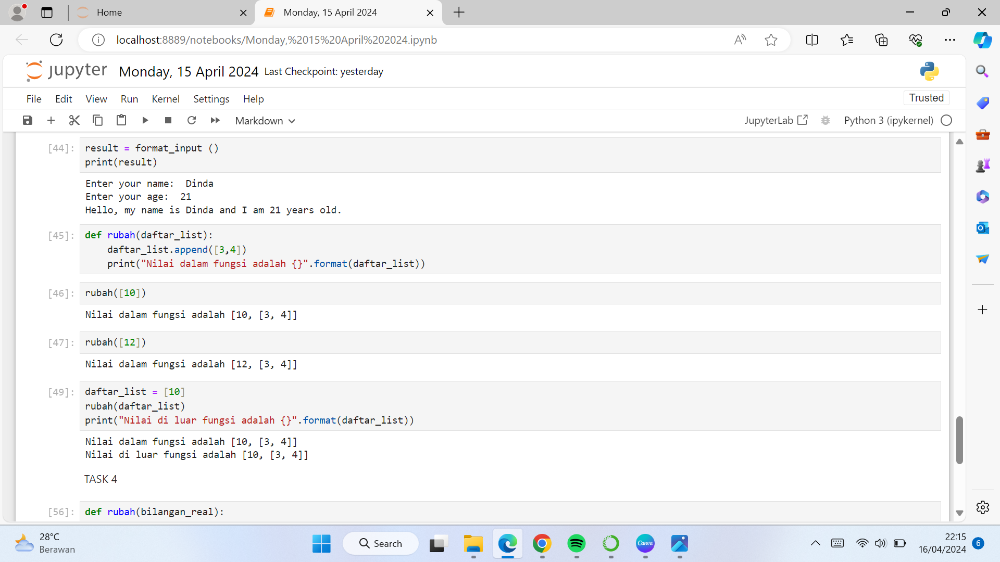 Home
Monday, 15 April 2024
localhost:8889/notebooks/Monday,%2015%20April%202024.ipynb
jupyter Monday, 15 April 2024 Last Checkpoint: yesterday
File Edit View Run Kernel Settings Help
Trusted
Markdown
JupyterLab
Python 3 (ipykernel)
[44]: result = format_input ()
print(result)
Enter your name:  Dinda
Enter your age:  21
Hello, my name is Dinda and I am 21 years old.
[45]: def rubah(daftar_list):
    daftar_list.append([3,4])
    print("Nilai dalam fungsi adalah {}".format(daftar_list))
[46]: rubah([10])
Nilai dalam fungsi adalah [10, [3, 4]]
[47]: rubah([12])
Nilai dalam fungsi adalah [12, [3, 4]]
[49]: daftar_list = [10]
rubah(daftar_list)
print("Nilai di luar fungsi adalah {}".format(daftar_list))
Nilai dalam fungsi adalah [10, [3, 4]]
Nilai di luar fungsi adalah [10, [3, 4]]
TASK 4
[56]: def rubah(bilangan_real):
28°C
Berawan
Search
Canva
22:15
16/04/2024
6